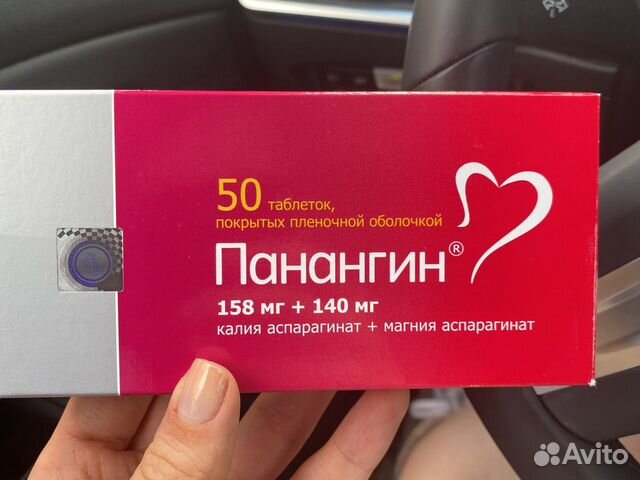 50 таблеток,
покрытых пленочной оболочкой
Панангин®
158 мг + 140 мг
калия аспарагинат + магния аспарагинат
Avito